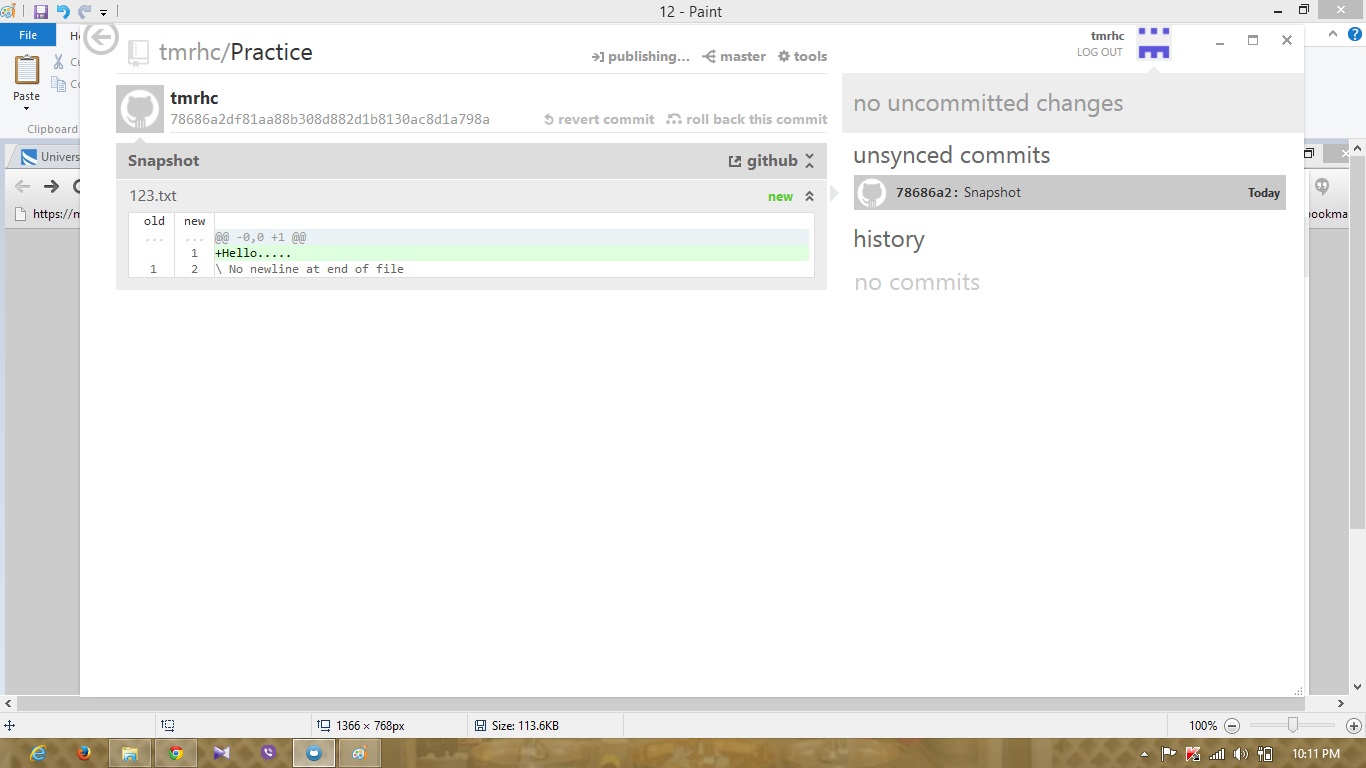 12 - Paint
File
Paste
Clipboard
Univers
https://m
ookma
tmrhc/Practice
publishing... master tools
tmrhc
LOG OUT
tmrhc
78686a2df81aa88b308d882d1b8130ac8d1a798a
revert commit roll back this commit
Snapshot github
123.txt new
old new
... ... @@ -0,0 +1 @@
1 +Hello.....
1 2 \ No newline at end of file
no uncommitted changes
unsynced commits
78686a2: Snapshot Today
history
no commits
1366 × 768px Size: 113.6KB 100%
10:11 PM